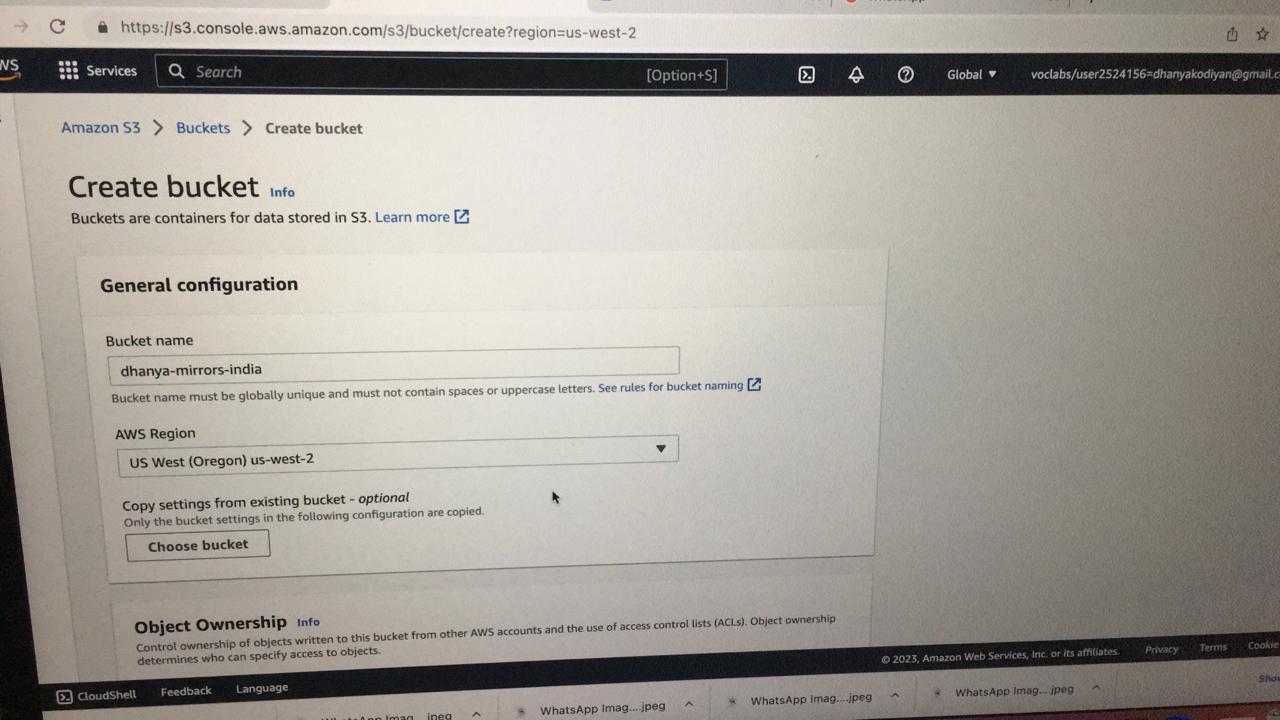 https://s3.console.aws.amazon.com/s3/bucket/create?region=us-west-2
Services
Search
[Option+S]
Global
Amazon S3 > Buckets > Create bucket
Create bucket Info
Buckets are containers for data stored in S3. Learn more
General configuration
Bucket name
dhanya-mirrors-india
Bucket name must be globally unique and must not contain spaces or uppercase letters. See rules for bucket naming
AWS Region
US West (Oregon) us-west-2
Copy settings from existing bucket - optional
Only the bucket settings in the following configuration are copied.
Choose bucket
Object Ownership Info
Control ownership of objects written to this bucket from other AWS accounts and the use of access control lists (ACLs). Object ownership
determines who can specify access to objects.
© 2023, Amazon Web Services, Inc. or its affiliates.
Privacy
Terms
Cookie
CloudShell
Feedback
Language
WhatsApp Imag....jpeg
WhatsApp Imag....jpeg
WhatsApp Imag....jpeg
voclabs/user2524156=dhanyakodiyan@gmail.c